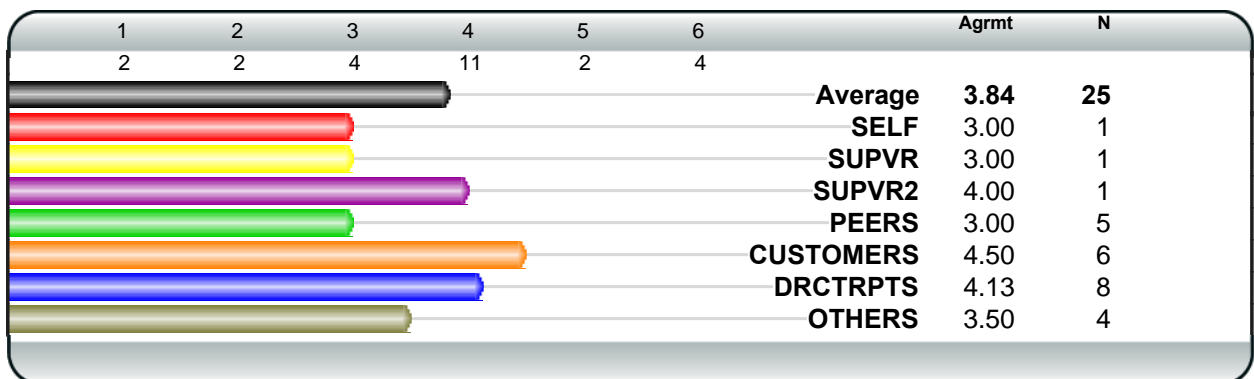 1 2 3 4 5 6 Agrmt N
2 2 4 11 2 4
Average 3.84 25
SELF 3.00 1
SUPVR 3.00 1
SUPVR2 4.00 1
PEERS 3.00 5
CUSTOMERS 4.50 6
DRCTRPTS 4.13 8
OTHERS 3.50 4